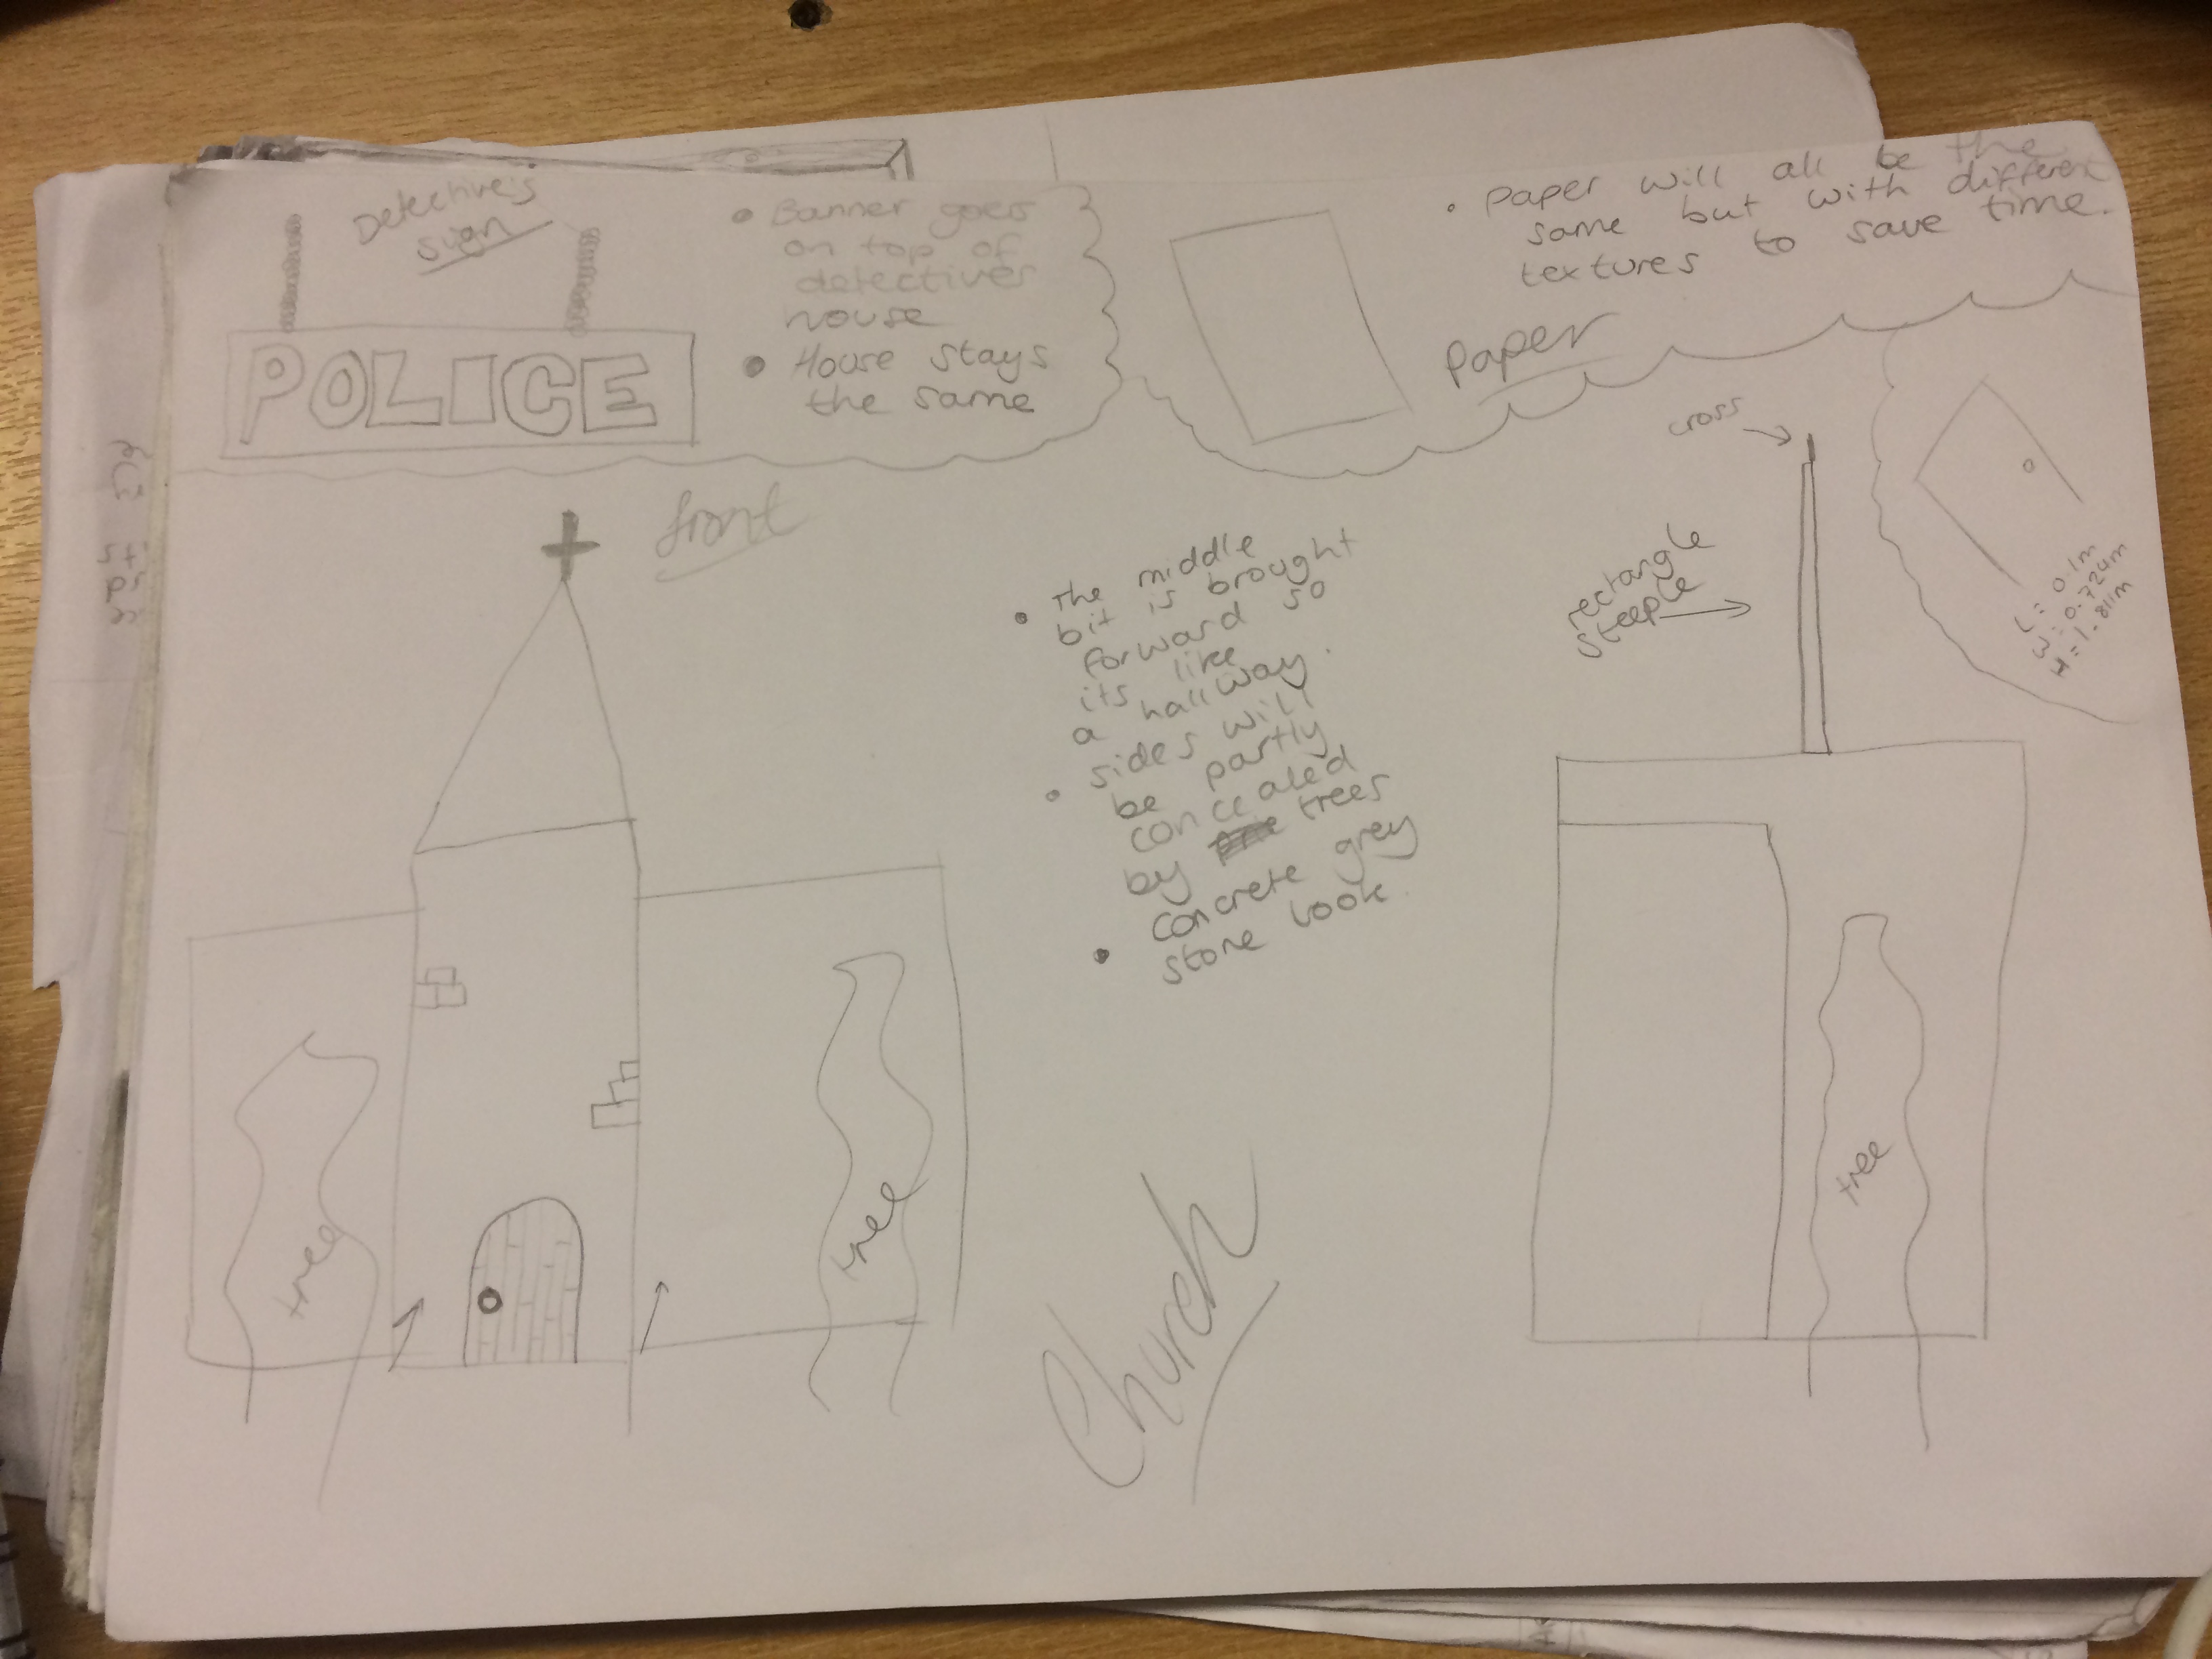 Detective's
sign
POLICE
• Banner goes
on top of
detectives
house
• House stays
the same
• Paper will all be the
same but with different
textures to save time.
Paper
front
• The middle
bit is brought
forward so
like
its a hallway.
• sides will
be partly
concealed
by trees
• concrete grey
stone look.
rectangle
steeple
cross
L: 0.1m
W: 0.724m
H: 1.811m
tree
tree
tree
Church